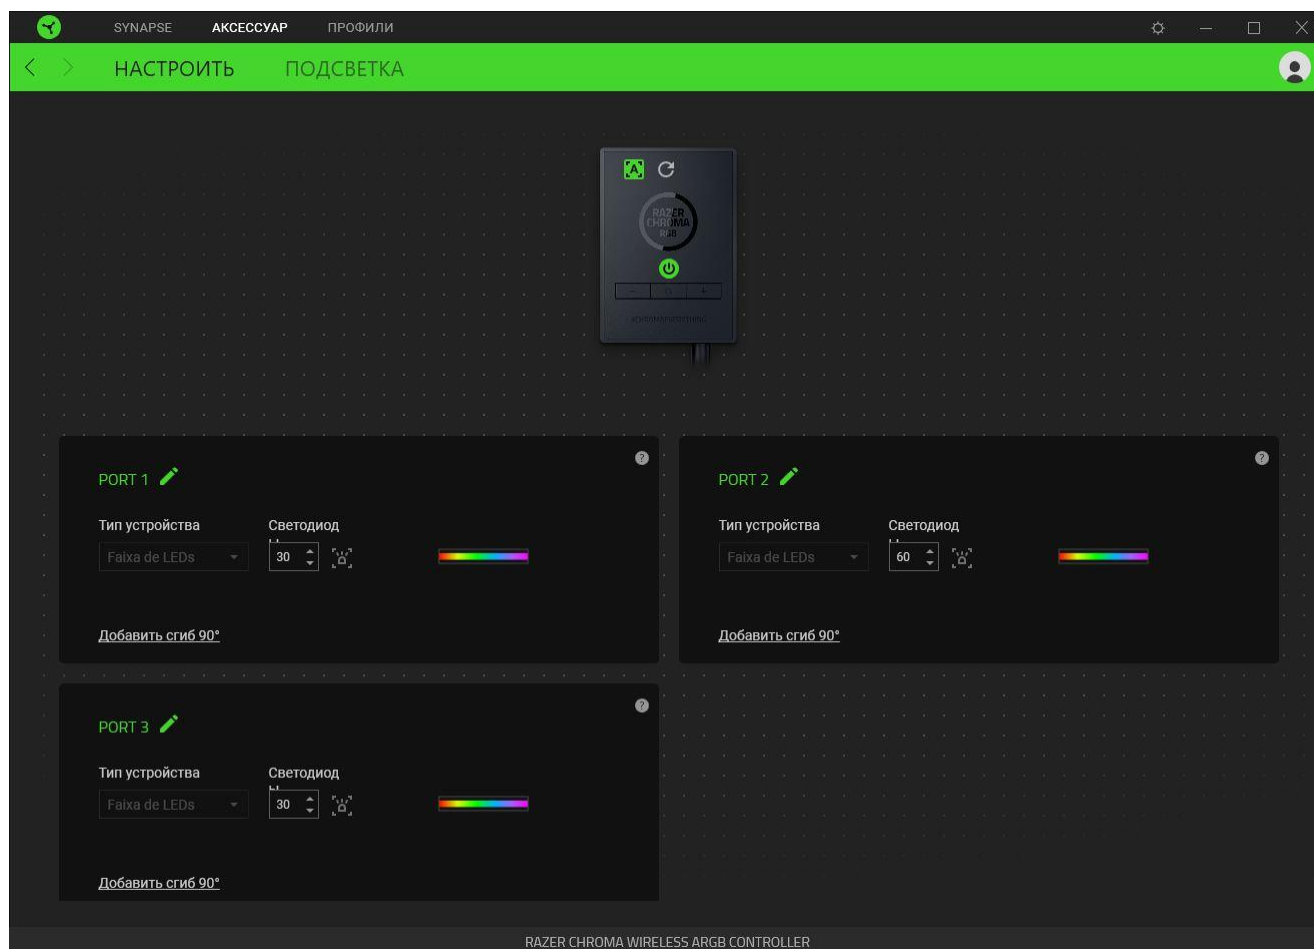 SYNAPSE АКСЕССУАР ПРОФИЛИ
НАСТРОИТЬ ПОДСВЕТКА
RAZER
CHROMA
RGB
PORT 1
Тип устройства Светодиод
Faixa de LEDs 30
Добавить сгиб 90°
PORT 2
Тип устройства Светодиод
Faixa de LEDs 60
Добавить сгиб 90°
PORT 3
Тип устройства Светодиод
Faixa de LEDs 30
Добавить сгиб 90°
RAZER CHROMA WIRELESS ARGB CONTROLLER